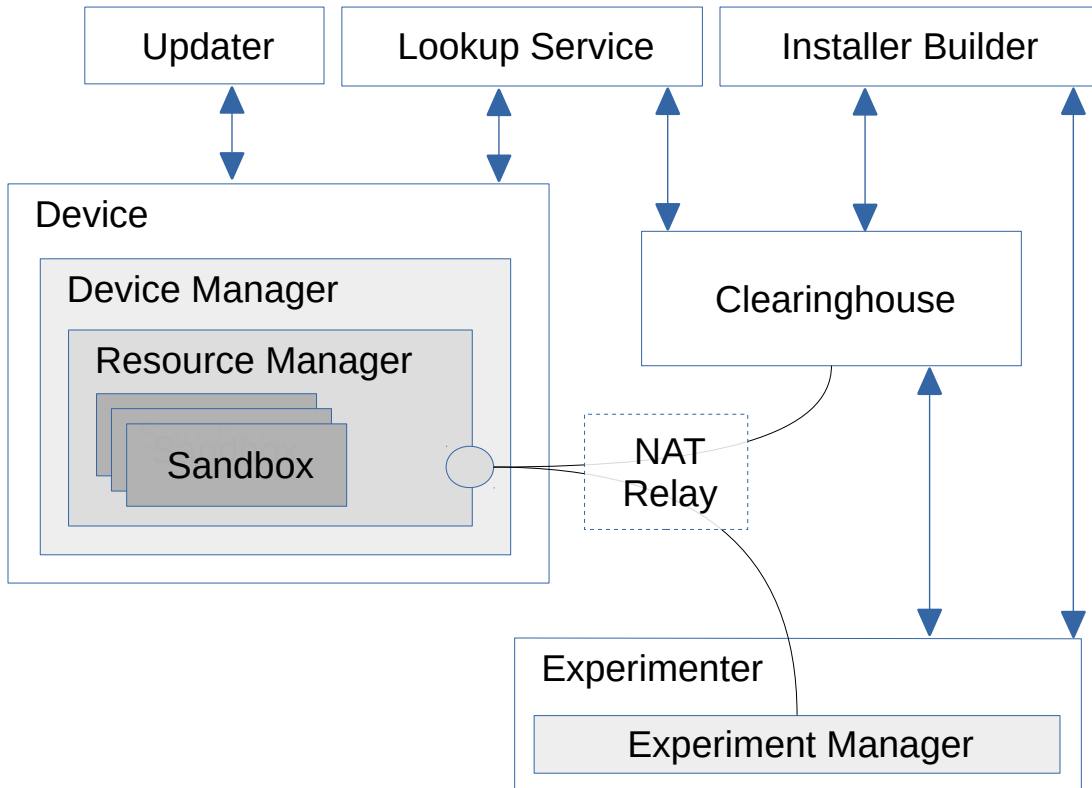 Updater
Lookup Service
Installer Builder
Device
Device Manager
Resource Manager
Sandbox
Clearinghouse
NAT
Relay
Experimenter
Experiment Manager